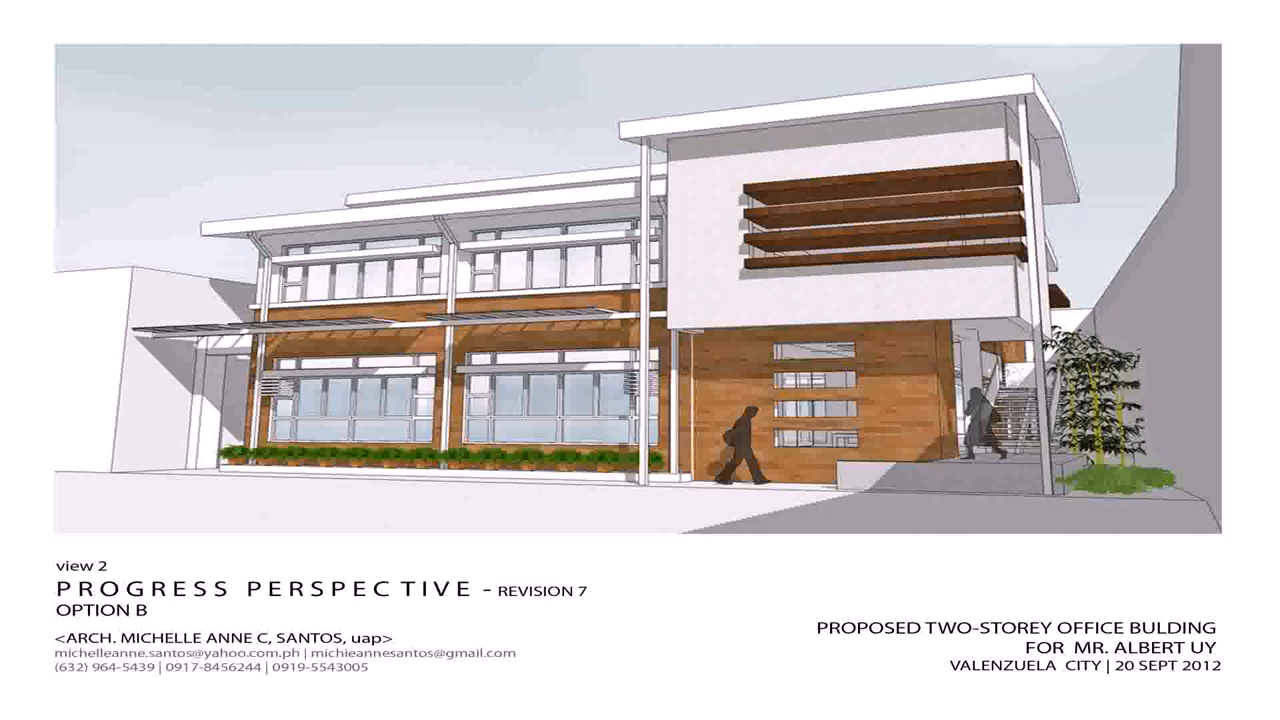 view 2
PROGRESS PERSPECTIVE - REVISION 7
OPTION B
<ARCH. MICHELLE ANNE C, SANTOS, uap>
michelleanne.santos@yahoo.com.ph | michieannesantos@gmail.com
(632) 964-5439 | 0917-8456244 | 0919-5543005
PROPOSED TWO-STOREY OFFICE BULDING
FOR MR. ALBERT UY
VALENZUELA CITY | 20 SEPT 2012